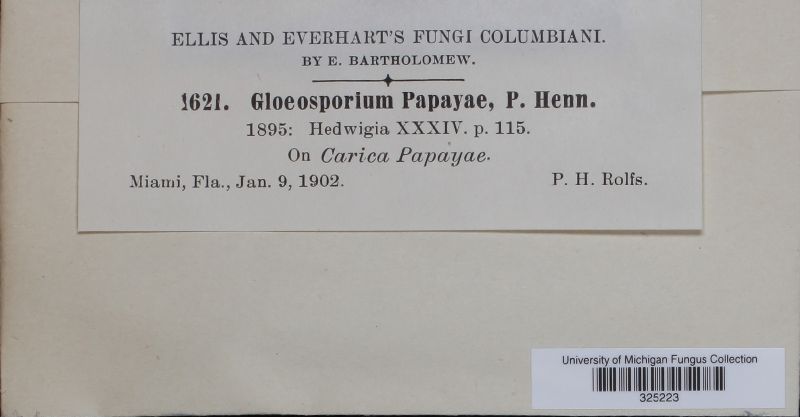 ELLIS AND EVERHART'S FUNGI COLUMBIANI.
BY E. BARTHOLOMEW.
1621. Gloeosporium Papayae, P. Henn.
1895: Hedwigia XXXIV. p. 115.
On Carica Papayae.
Miami, Fla., Jan. 9, 1902. P. H. Rolfs.
University of Michigan Fungus Collection
325223